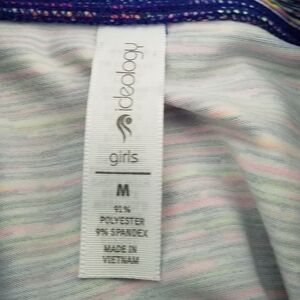 ideology
girls
M
91%
POLYESTER
9% SPANDEX
MADE IN
VIETNAM